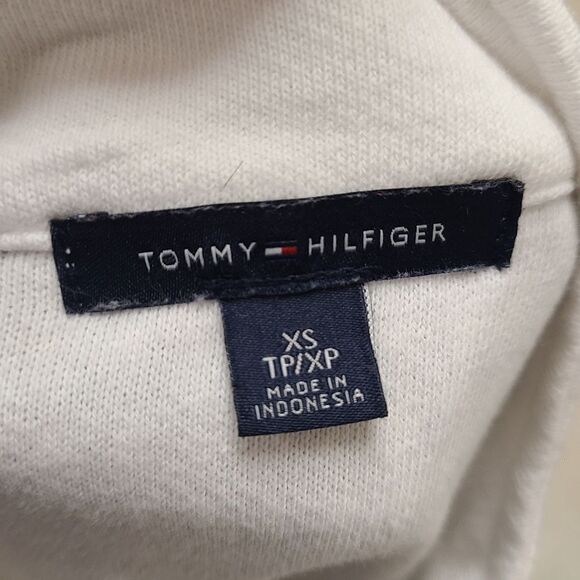 TOMMY HILFIGER
XS
TP/XP
MADE IN
INDONESIA